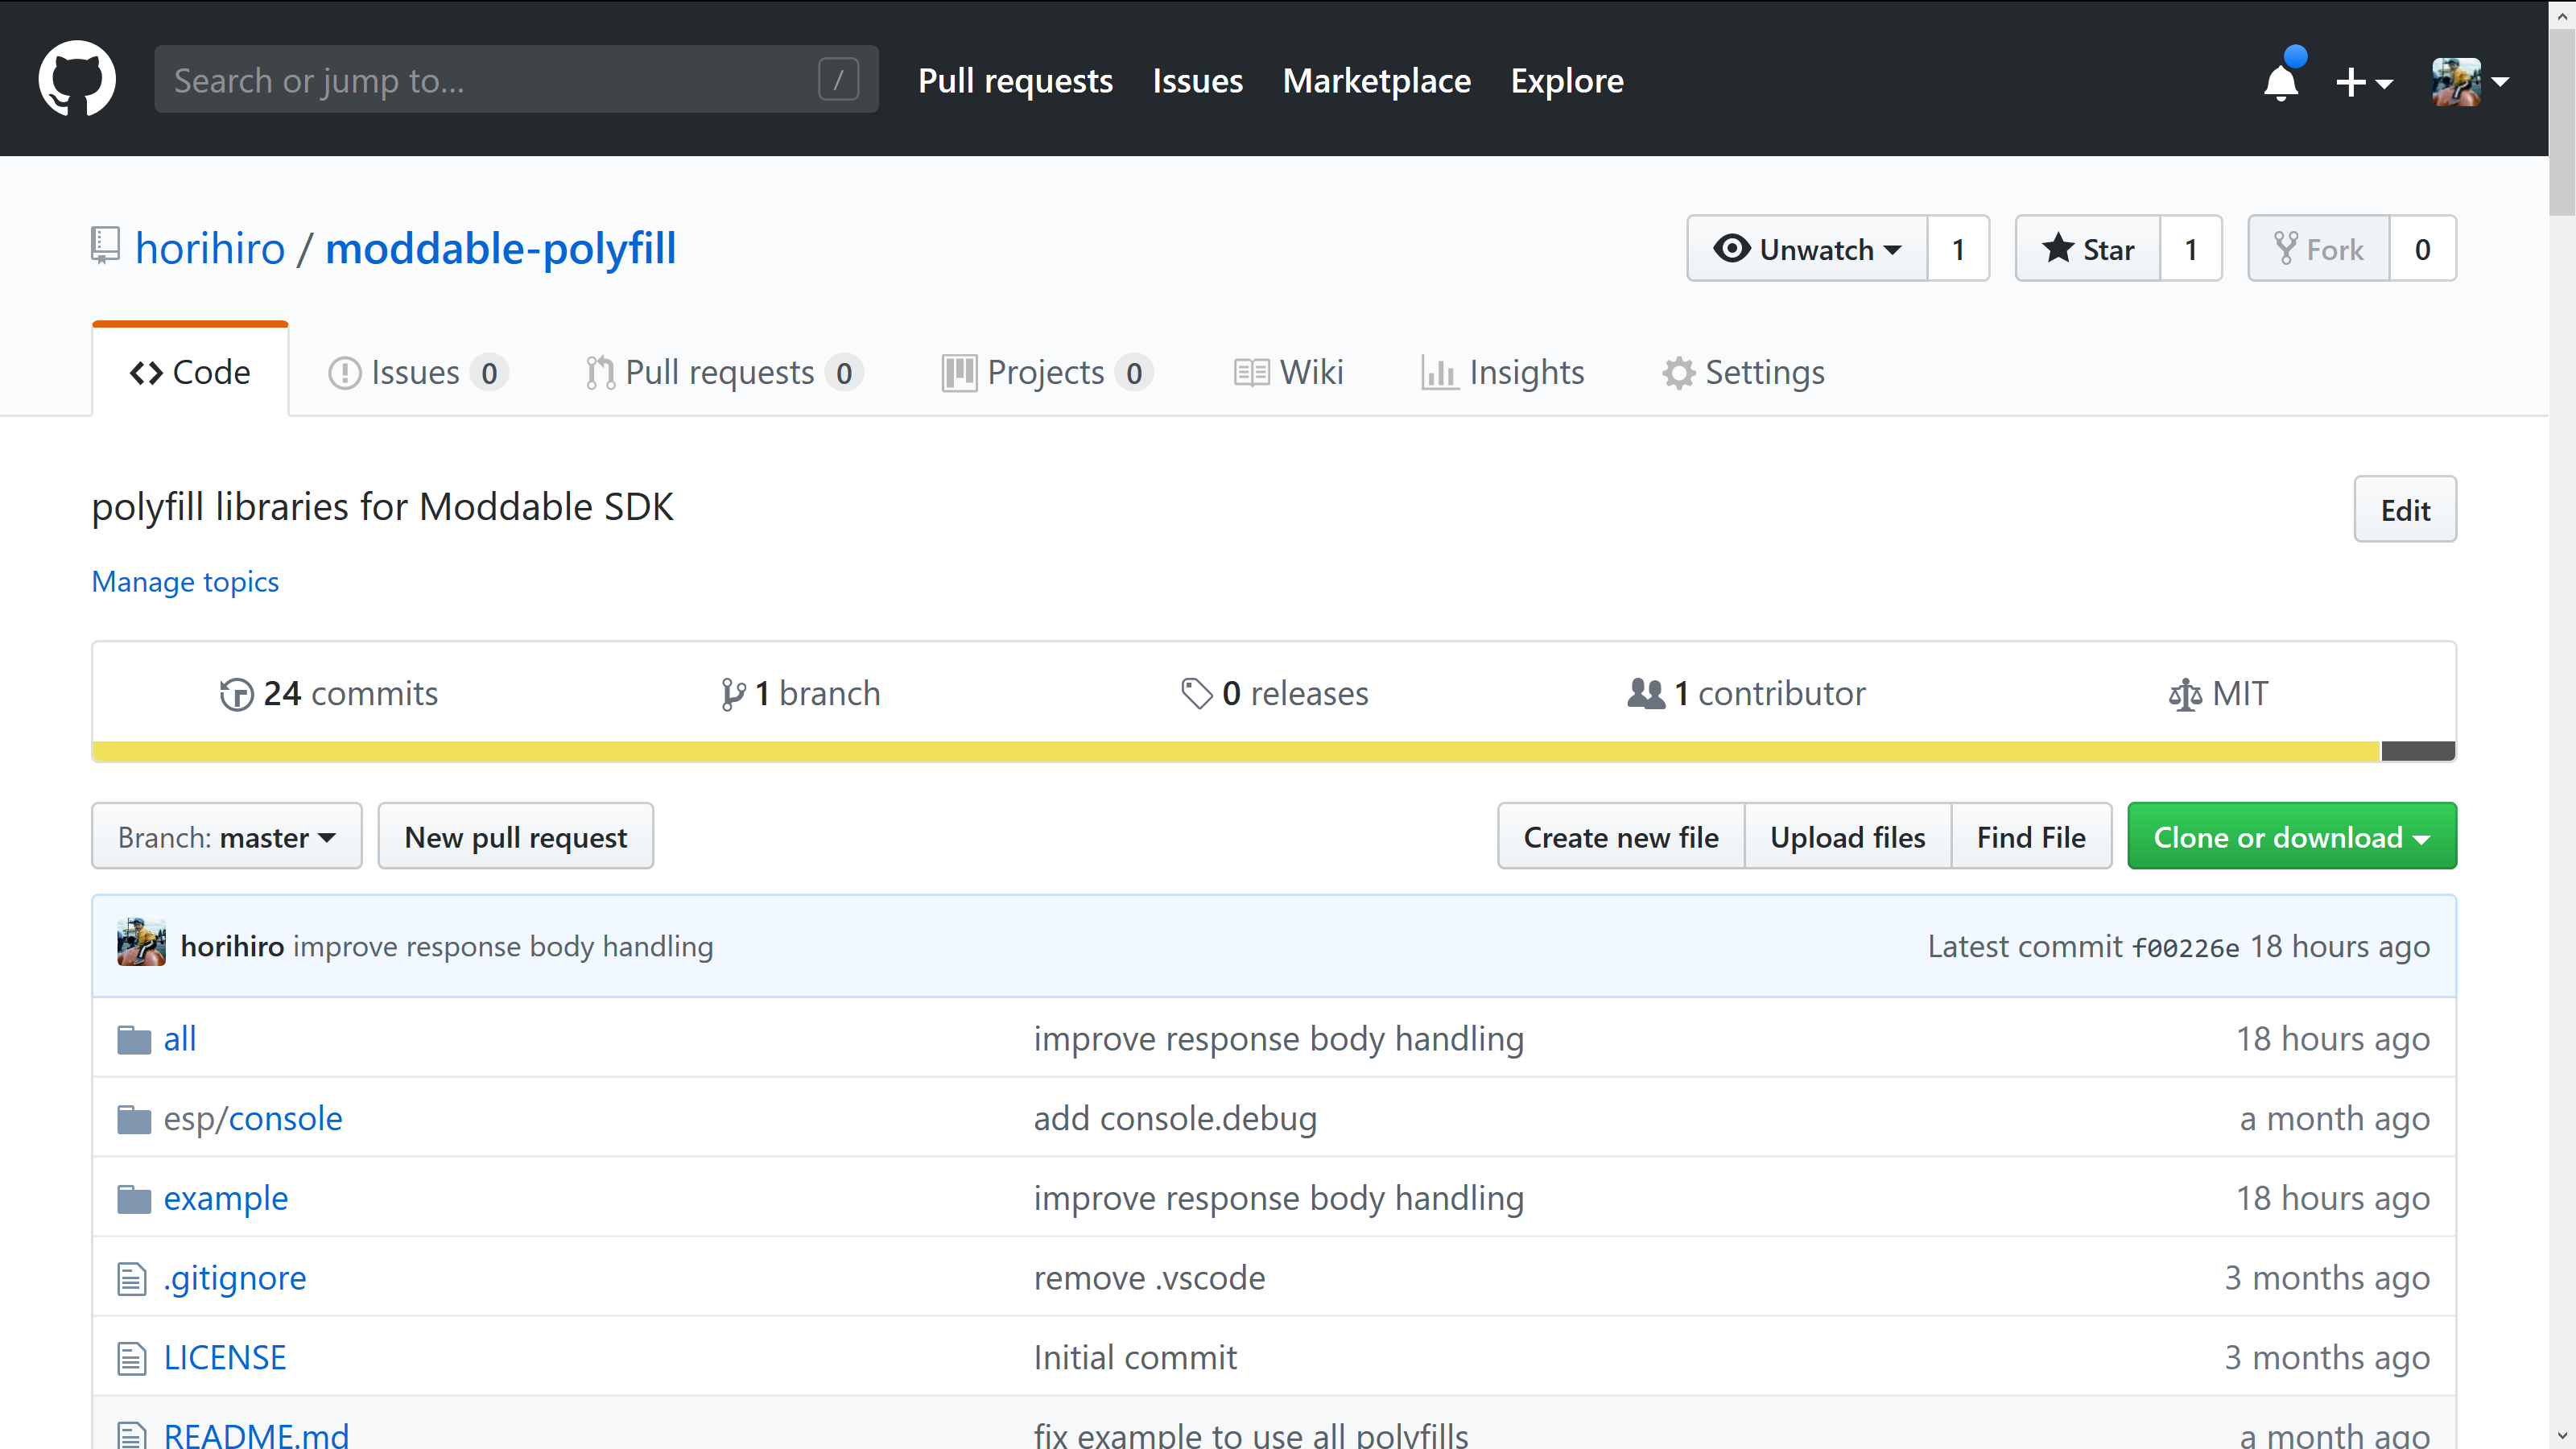 Search or jump to... / Pull requests Issues Marketplace Explore
horihiro / moddable-polyfill Unwatch 1 Star 1 Fork 0
Code Issues 0 Pull requests 0 Projects 0 Wiki Insights Settings
polyfill libraries for Moddable SDK Edit
Manage topics
24 commits 1 branch 0 releases 1 contributor MIT
Branch: master New pull request Create new file Upload files Find File Clone or download
horihiro improve response body handling Latest commit f00226e 18 hours ago
all improve response body handling 18 hours ago
esp/console add console.debug a month ago
example improve response body handling 18 hours ago
.gitignore remove .vscode 3 months ago
LICENSE Initial commit 3 months ago
README.md fix example to use all polyfills a month ago